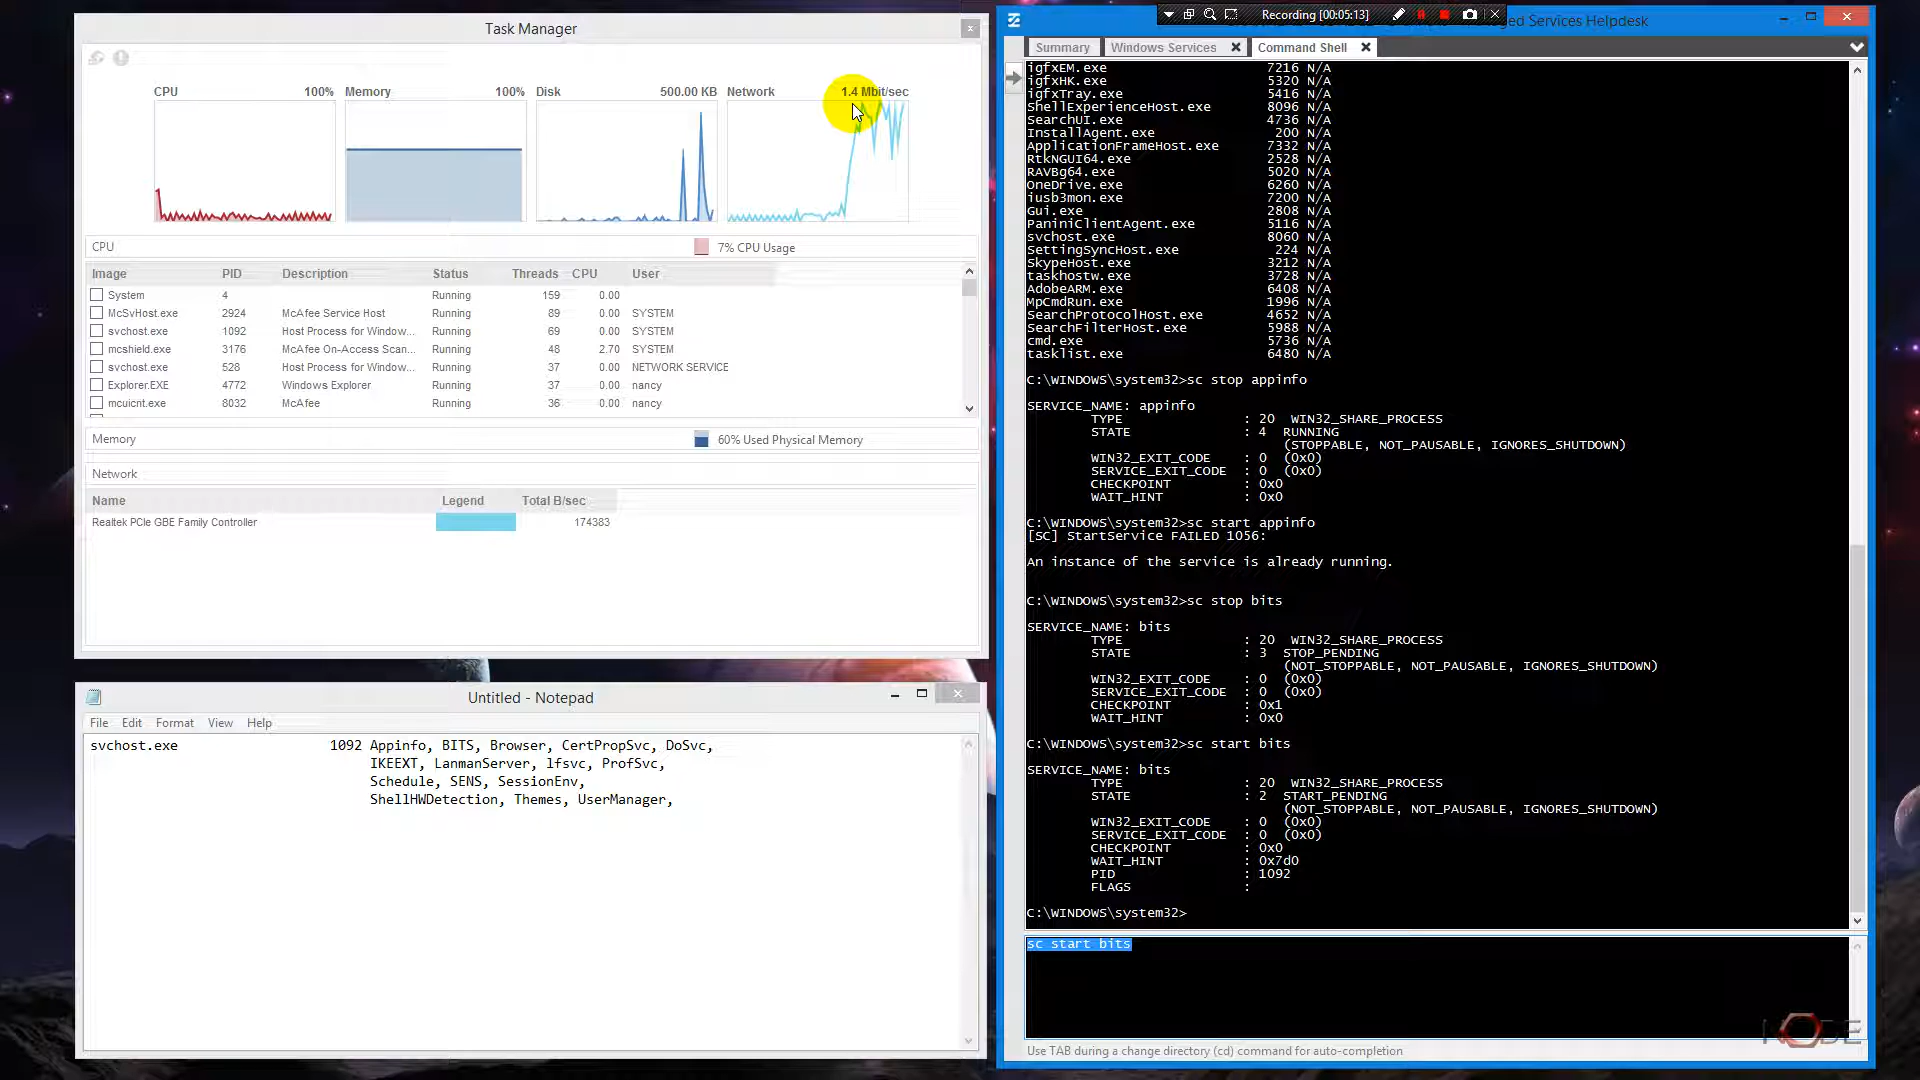 Task Manager
CPU 100%
Memory 100%
Disk 500.00 KB
Network 1.4 Mbit/sec
CPU 7% CPU Usage
Image PID Description Status Threads CPU User
System 4 Running 159 0.00
McSvHost.exe 2924 McAfee Service Host Running 89 0.00 SYSTEM
svchost.exe 1092 Host Process for Window... Running 69 0.00 SYSTEM
mcshield.exe 3176 McAfee On-Access Scan... Running 48 2.70 SYSTEM
svchost.exe 528 Host Process for Window... Running 37 0.00 NETWORK SERVICE
Explorer.EXE 4772 Windows Explorer Running 37 0.00 nancy
mcuicnt.exe 8032 McAfee Running 36 0.00 nancy
Memory 60% Used Physical Memory
Network
Name Legend Total B/sec
Realtek PCIe GBE Family Controller 174383
Untitled - Notepad
File Edit Format View Help
svchost.exe 1092 Appinfo, BITS, Browser, CertPropSvc, DoSvc,
IKEEXT, LanmanServer, lfsvc, ProfSvc,
Schedule, SENS, SessionEnv,
ShellHWDetection, Themes, UserManager,
Recording [00:05:13]
ed Services Helpdesk
Summary Windows Services Command Shell
igfxEM.exe 7216 N/A
igfxHK.exe 5320 N/A
igfxTray.exe 5416 N/A
ShellExperienceHost.exe 8096 N/A
SearchUI.exe 4736 N/A
InstallAgent.exe 200 N/A
ApplicationFrameHost.exe 7332 N/A
RtkNGUI64.exe 2528 N/A
RAVBg64.exe 5020 N/A
OneDrive.exe 6260 N/A
iusb3mon.exe 7200 N/A
Gui.exe 2808 N/A
PaniniClientAgent.exe 5116 N/A
svchost.exe 8060 N/A
SettingSyncHost.exe 224 N/A
SkypeHost.exe 3212 N/A
taskhostw.exe 3728 N/A
AdobeARM.exe 6408 N/A
MpCmdRun.exe 1996 N/A
SearchProtocolHost.exe 4652 N/A
SearchFilterHost.exe 5988 N/A
cmd.exe 5736 N/A
tasklist.exe 6480 N/A
C:\WINDOWS\system32>sc stop appinfo
SERVICE_NAME: appinfo
TYPE : 20 WIN32_SHARE_PROCESS
STATE : 4 RUNNING
(STOPPABLE, NOT_PAUSABLE, IGNORES_SHUTDOWN)
WIN32_EXIT_CODE : 0 (0x0)
SERVICE_EXIT_CODE : 0 (0x0)
CHECKPOINT : 0x0
WAIT_HINT : 0x0
C:\WINDOWS\system32>sc start appinfo
[SC] StartService FAILED 1056:
An instance of the service is already running.
C:\WINDOWS\system32>sc stop bits
SERVICE_NAME: bits
TYPE : 20 WIN32_SHARE_PROCESS
STATE : 3 STOP_PENDING
(NOT_STOPPABLE, NOT_PAUSABLE, IGNORES_SHUTDOWN)
WIN32_EXIT_CODE : 0 (0x0)
SERVICE_EXIT_CODE : 0 (0x0)
CHECKPOINT : 0x1
WAIT_HINT : 0x0
C:\WINDOWS\system32>sc start bits
SERVICE_NAME: bits
TYPE : 20 WIN32_SHARE_PROCESS
STATE : 2 START_PENDING
(NOT_STOPPABLE, NOT_PAUSABLE, IGNORES_SHUTDOWN)
WIN32_EXIT_CODE : 0 (0x0)
SERVICE_EXIT_CODE : 0 (0x0)
CHECKPOINT : 0x0
WAIT_HINT : 0x7d0
PID : 1092
FLAGS :
C:\WINDOWS\system32>
sc start bits
NODE
Use TAB during a change directory (cd) command for auto-completion